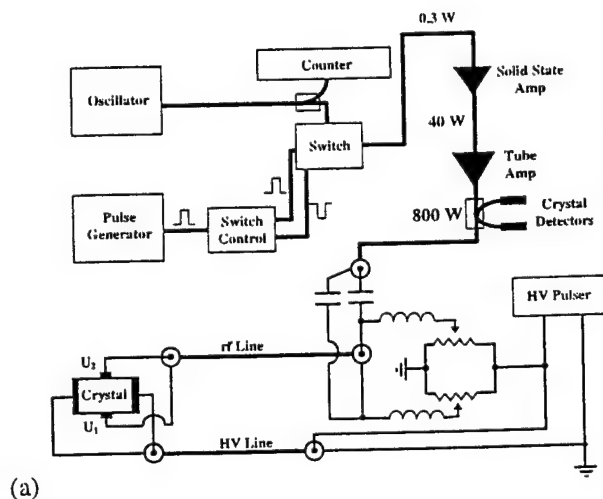 0.3 W
Counter
Oscillator
Solid State
Amp
Switch
40 W
Tube
Amp
Pulse
Generator
Switch
Control
800 W
Crystal
Detectors
HV Pulser
rf Line
U2
Crystal
U1
HV Line
(a)